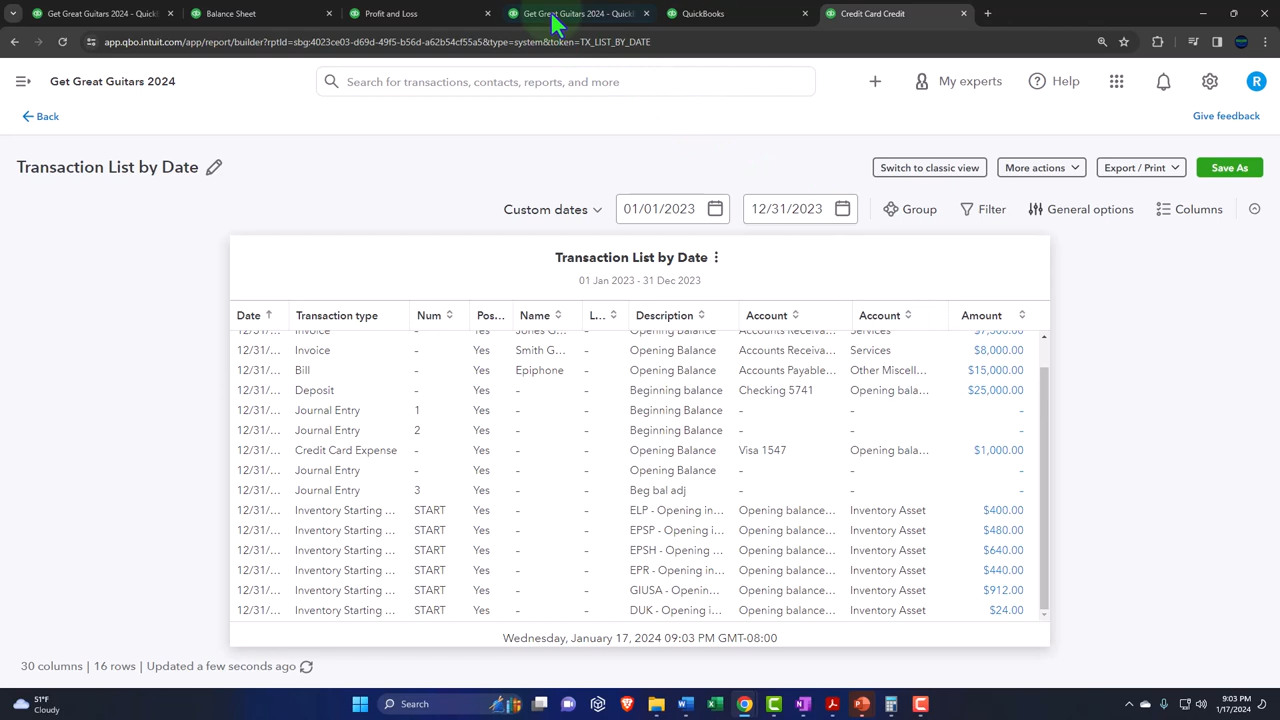 Get Great Guitars 2024 - Quick
Balance Sheet
Profit and Loss
Get Great Guitars 2024 - Quick
QuickBooks
Credit Card Credit
app.qbo.intuit.com/app/report/builder?rptId=sbg:4023ce03-d69d-49f5-b56d-a62b54cf55a5&type=system&token=TX_LIST_BY_DATE
Get Great Guitars 2024
Search for transactions, contacts, reports, and more
My experts
Help
R
Back
Give feedback
Transaction List by Date
Switch to classic view
More actions
Export / Print
Save As
Custom dates
01/01/2023
12/31/2023
Group
Filter
General options
Columns
Transaction List by Date
01 Jan 2023 - 31 Dec 2023
Date Transaction type Num Pos... Name L... Description Account Account Amount
12/31/... Invoice - Yes Jones G... - Opening Balance Accounts Receiva... Services $7,500.00
12/31/... Invoice - Yes Smith G... - Opening Balance Accounts Receiva... Services $8,000.00
12/31/... Bill - Yes Epiphone - Opening Balance Accounts Payable... Other Miscell... $15,000.00
12/31/... Deposit - Yes - - Beginning balance Checking 5741 Opening bala... $25,000.00
12/31/... Journal Entry 1 Yes - - Beginning Balance - - -
12/31/... Journal Entry 2 Yes - - Beginning Balance - - -
12/31/... Credit Card Expense - Yes - - Opening Balance Visa 1547 Opening bala... $1,000.00
12/31/... Journal Entry - Yes - - Opening Balance - - -
12/31/... Journal Entry 3 Yes - - Beg bal adj - - -
12/31/... Inventory Starting ... START Yes - - ELP - Opening in... Opening balance... Inventory Asset $400.00
12/31/... Inventory Starting ... START Yes - - EPSP - Opening i... Opening balance... Inventory Asset $480.00
12/31/... Inventory Starting ... START Yes - - EPSH - Opening ... Opening balance... Inventory Asset $640.00
12/31/... Inventory Starting ... START Yes - - EPR - Opening in... Opening balance... Inventory Asset $440.00
12/31/... Inventory Starting ... START Yes - - GIUSA - Openin... Opening balance... Inventory Asset $912.00
12/31/... Inventory Starting ... START Yes - - DUK - Opening i... Opening balance... Inventory Asset $24.00
Wednesday, January 17, 2024 09:03 PM GMT-08:00
30 columns | 16 rows | Updated a few seconds ago
51°F
Cloudy
Search
9:03 PM
1/17/2024